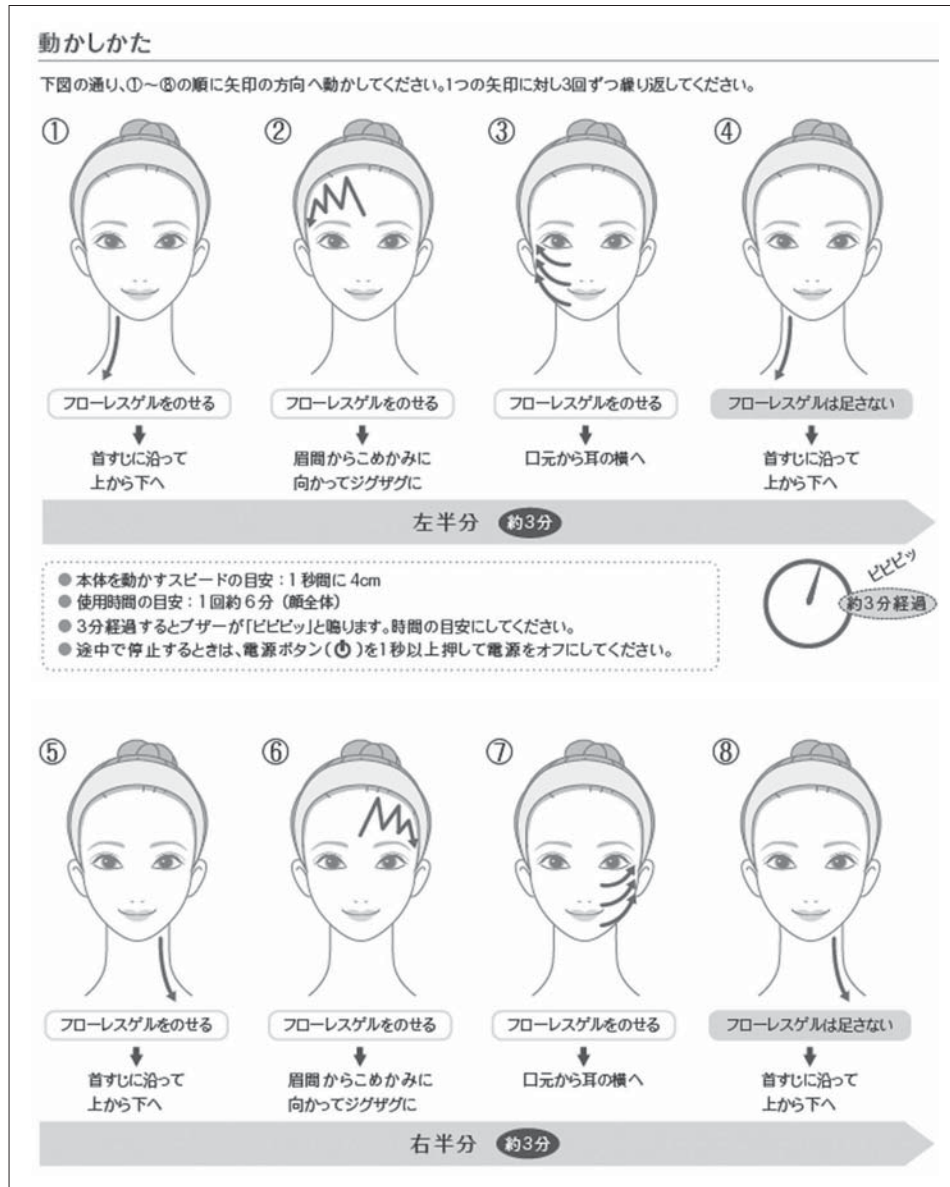 動かしかた
下図の通り、①〜⑧の順に矢印の方向へ動かしてください。1つの矢印に対し3回ずつ繰り返してください。
① ② ③ ④
フローレスゲルをのせる フローレスゲルをのせる フローレスゲルをのせる フローレスゲルは足さない
首すじに沿って 眉間からこめかみに 口元から耳の横へ 首すじに沿って
上から下へ 向かってジグザグに 上から下へ
左半分 約3分
● 本体を動かすスピードの目安：1秒間に4cm
● 使用時間の目安：1回約6分（顔全体）
● 3分経過するとブザーが「ピピピッ」と鳴ります。時間の目安にしてください。
● 途中で停止するときは、電源ボタン（⏻）を1秒以上押して電源をオフにしてください。
ピピピッ
約3分経過
⑤ ⑥ ⑦ ⑧
フローレスゲルをのせる フローレスゲルをのせる フローレスゲルをのせる フローレスゲルは足さない
首すじに沿って 眉間からこめかみに 口元から耳の横へ 首すじに沿って
上から下へ 向かってジグザグに 上から下へ
右半分 約3分